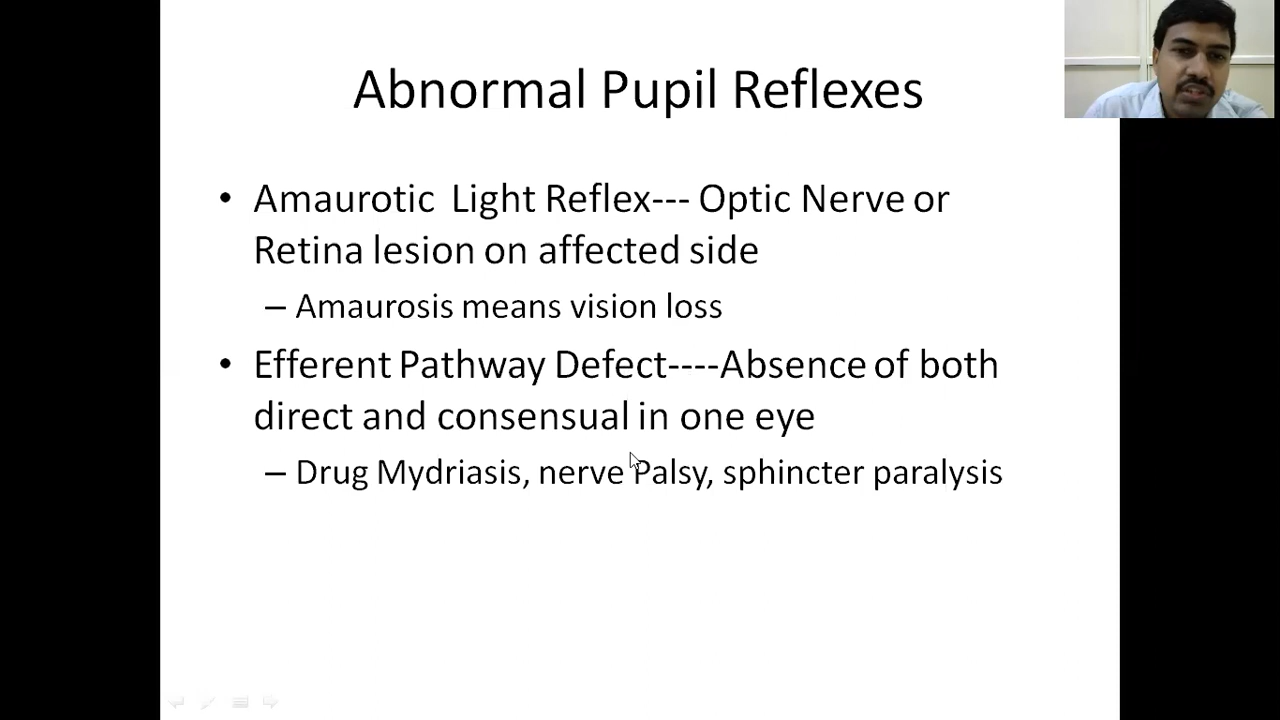 Abnormal Pupil Reflexes
• Amaurotic Light Reflex--- Optic Nerve or
Retina lesion on affected side
– Amaurosis means vision loss
• Efferent Pathway Defect----Absence of both
direct and consensual in one eye
– Drug Mydriasis, nerve Palsy, sphincter paralysis